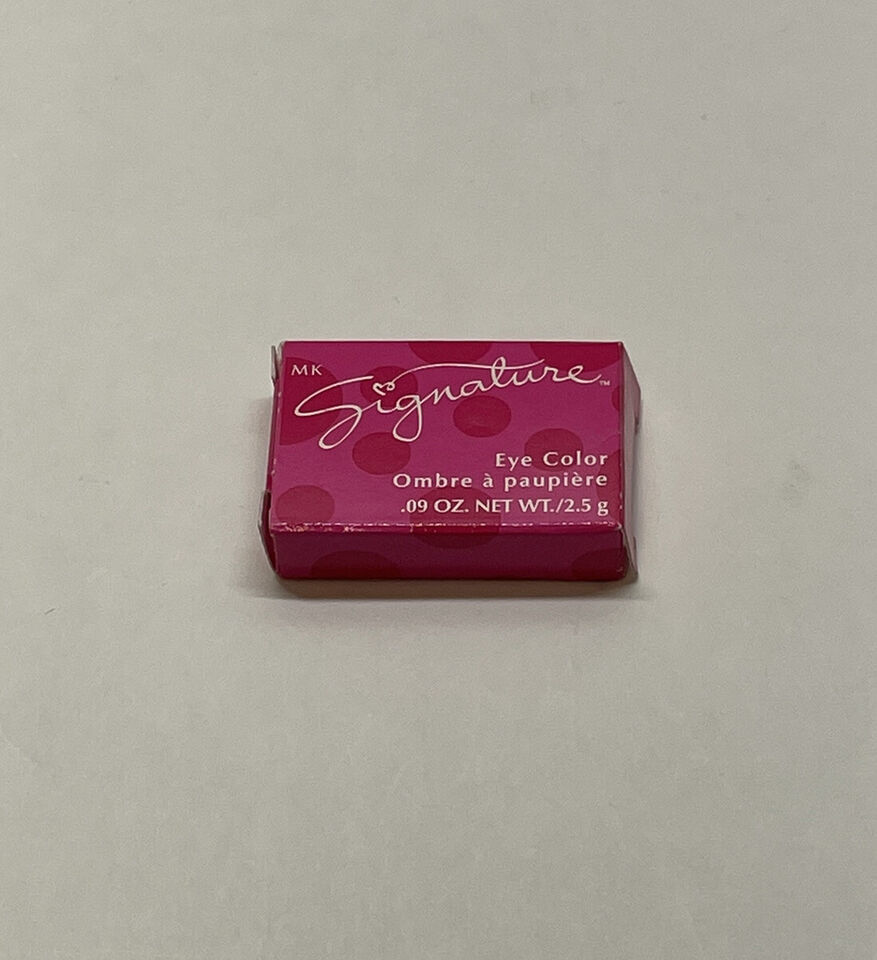 MK
Signature™
Eye Color
Ombre à paupière
.09 OZ. NET WT./2.5 g